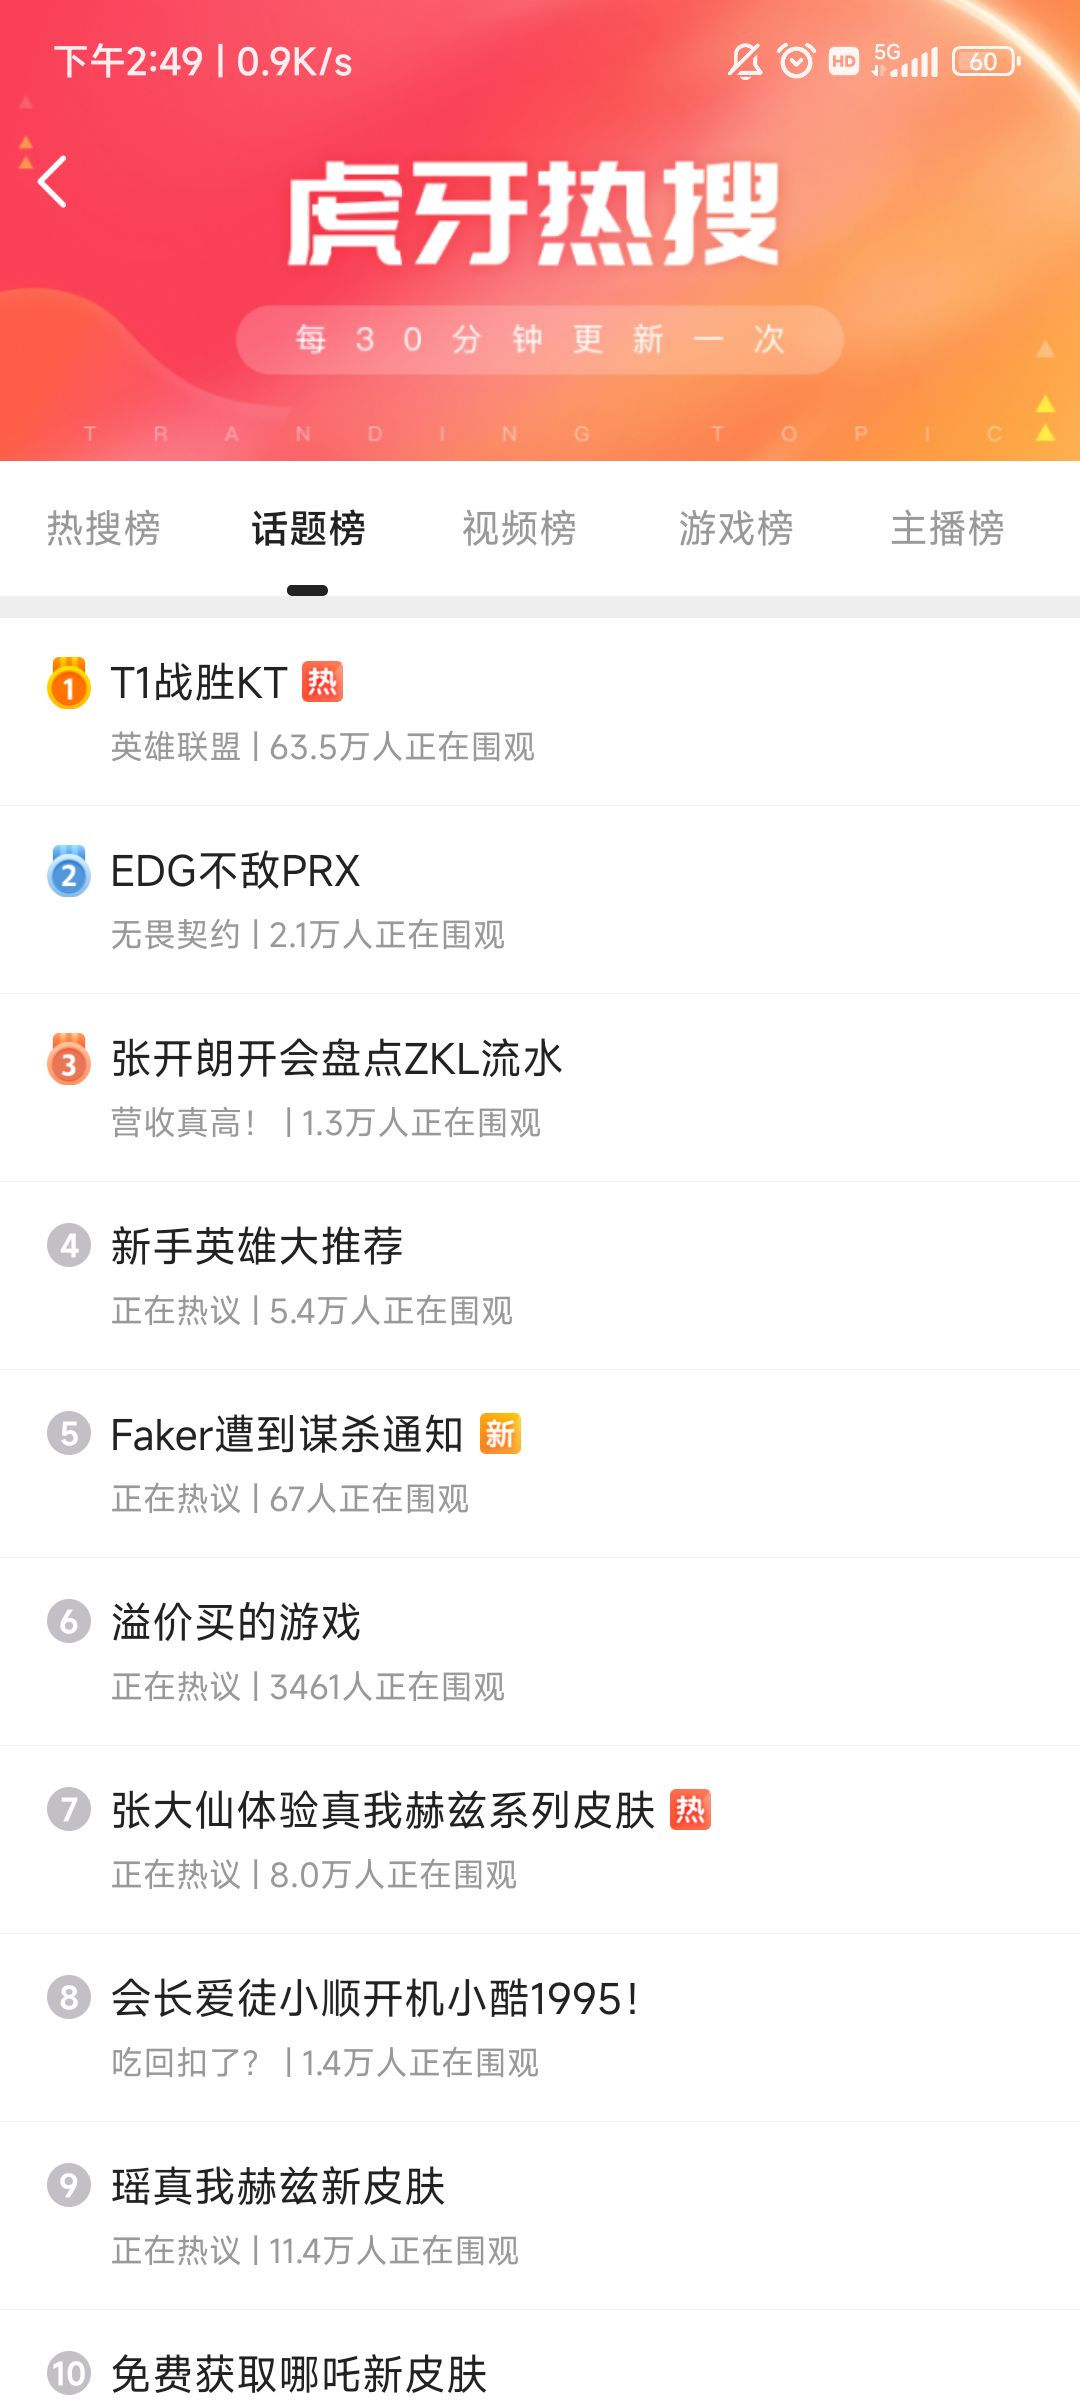 下午2:49 | 0.9K/s
HD 5G 60
虎牙热搜
每30分钟更新一次
TRANDING TOPIC
热搜榜 话题榜 视频榜 游戏榜 主播榜
1 T1战胜KT 热
英雄联盟 | 63.5万人正在围观
2 EDG不敌PRX
无畏契约 | 2.1万人正在围观
3 张开朗开会盘点ZKL流水
营收真高！ | 1.3万人正在围观
4 新手英雄大推荐
正在热议 | 5.4万人正在围观
5 Faker遭到谋杀通知 新
正在热议 | 67人正在围观
6 溢价买的游戏
正在热议 | 3461人正在围观
7 张大仙体验真我赫兹系列皮肤 热
正在热议 | 8.0万人正在围观
8 会长爱徒小顺开机小酷1995！
吃回扣了？ | 1.4万人正在围观
9 瑶真我赫兹新皮肤
正在热议 | 11.4万人正在围观
10 免费获取哪吒新皮肤